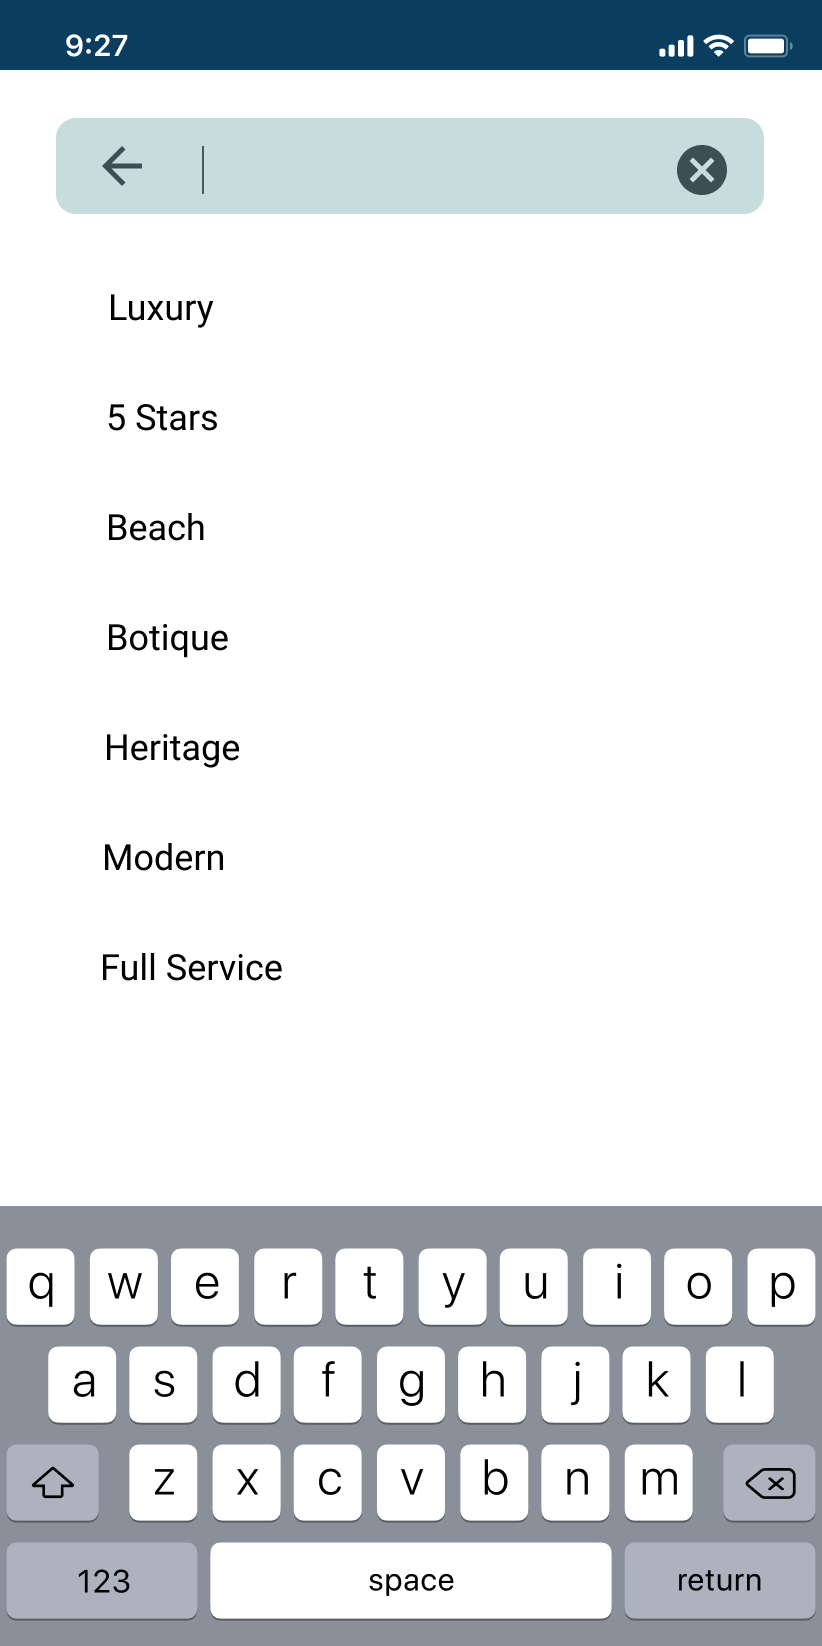 9:27
Luxury
5 Stars
Beach
Botique
Heritage
Modern
Full Service
q w e r t y u i o p
a s d f g h j k l
z x c v b n m
123 space return